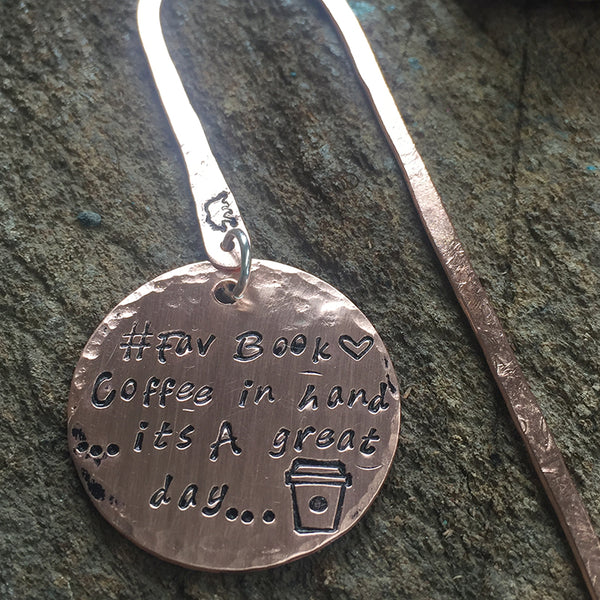 #Fav Book♡
Coffee in hand
... its A great
day...